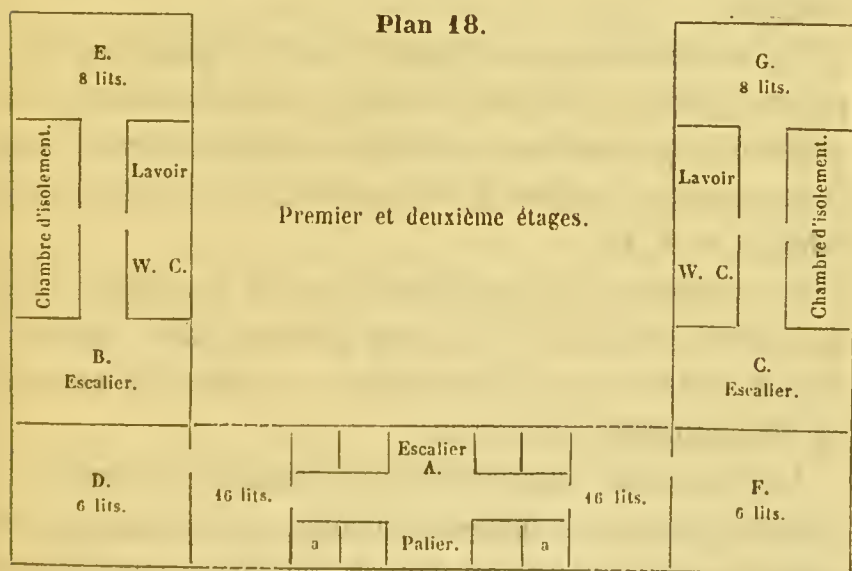 Plan 18.
E.
8 lits.
G.
8 lits.
Chambre d'isolement.
Lavoir
W. C.
Premier et deuxième étages.
Lavoir
W. C.
Chambre d'isolement.
B.
Escalier.
C.
Escalier.
D.
6 lits.
16 lits.
Escalier
A.
16 lits.
F.
6 lits.
a
Palier.
a